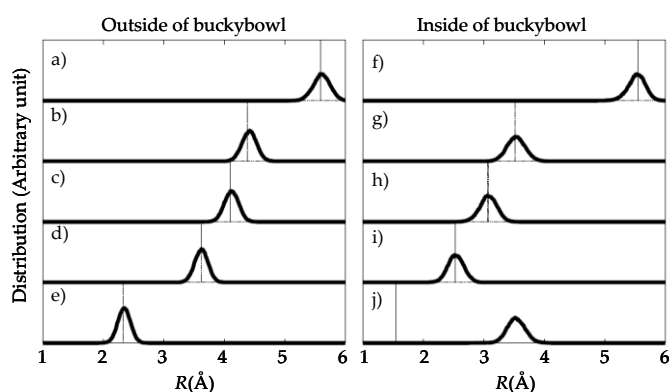 Outside of buckybowl
Inside of buckybowl
Distribution (Arbitrary unit)
a)
b)
c)
d)
e)
f)
g)
h)
i)
j)
1 2 3 4 5 6
1 2 3 4 5 6
R(Å)
R(Å)